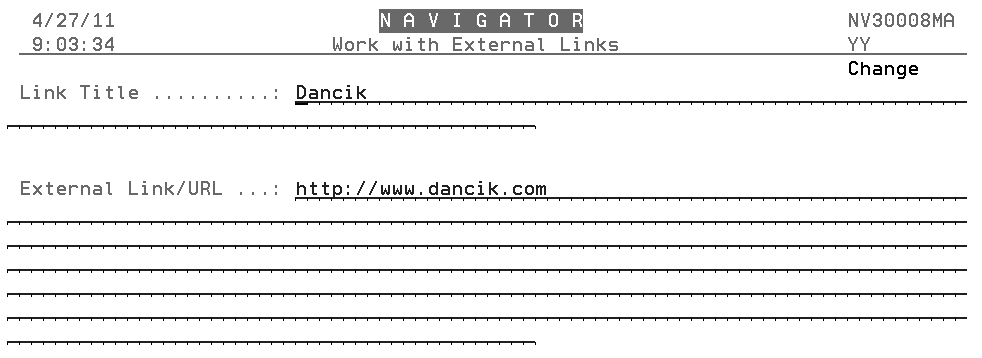 4/27/11 N A V I G A T O R NV30008MA
9:03:34 Work with External Links YY
Change
Link Title ..........: Dancik
External Link/URL ...: http://www.dancik.com